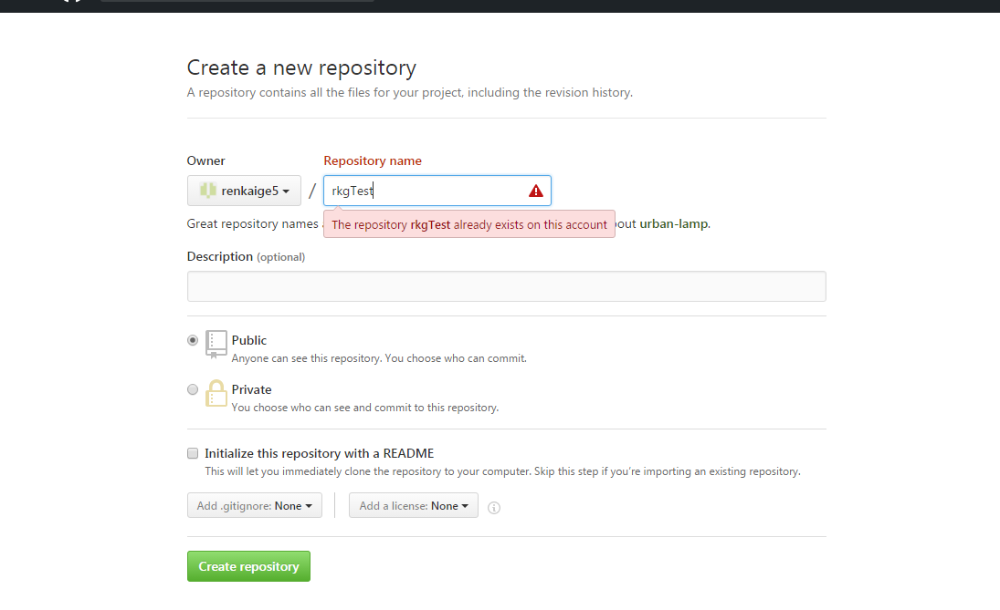 Create a new repository
A repository contains all the files for your project, including the revision history.
Owner Repository name
renkaige5 / rkgTest
Great repository names
The repository rkgTest already exists on this account
urban-lamp.
Description (optional)
Public
Anyone can see this repository. You choose who can commit.
Private
You choose who can see and commit to this repository.
Initialize this repository with a README
This will let you immediately clone the repository to your computer. Skip this step if you’re importing an existing repository.
Add .gitignore: None Add a license: None
Create repository